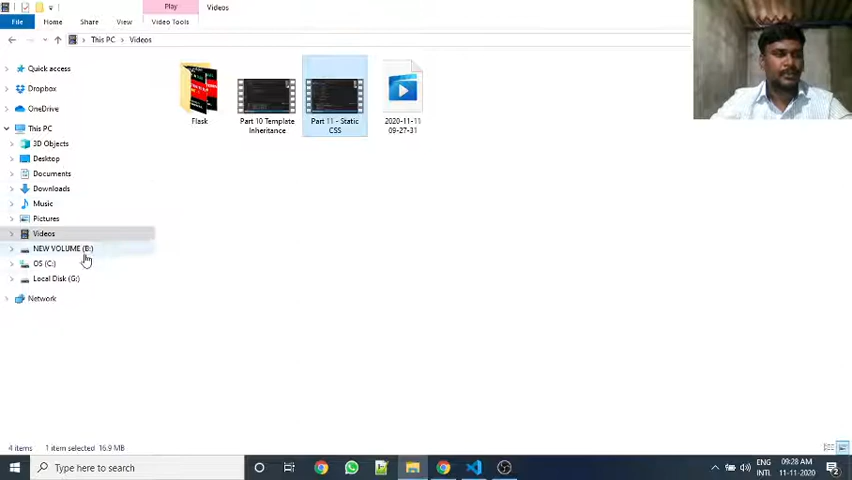 Play
Videos
File
Home
Share
View
Video Tools
This PC
Videos
Quick access
Dropbox
OneDrive
This PC
3D Objects
Desktop
Documents
Downloads
Music
Pictures
Videos
NEW VOLUME (B:)
OS (C:)
Local Disk (G:)
Network
Flask
Part 10 Template
Inheritance
Part 11 - Static
CSS
2020-11-11
09-27-31
4 items
1 item selected 16.9 MB
Type here to search
ENG
INTL
09:28 AM
11-11-2020
2